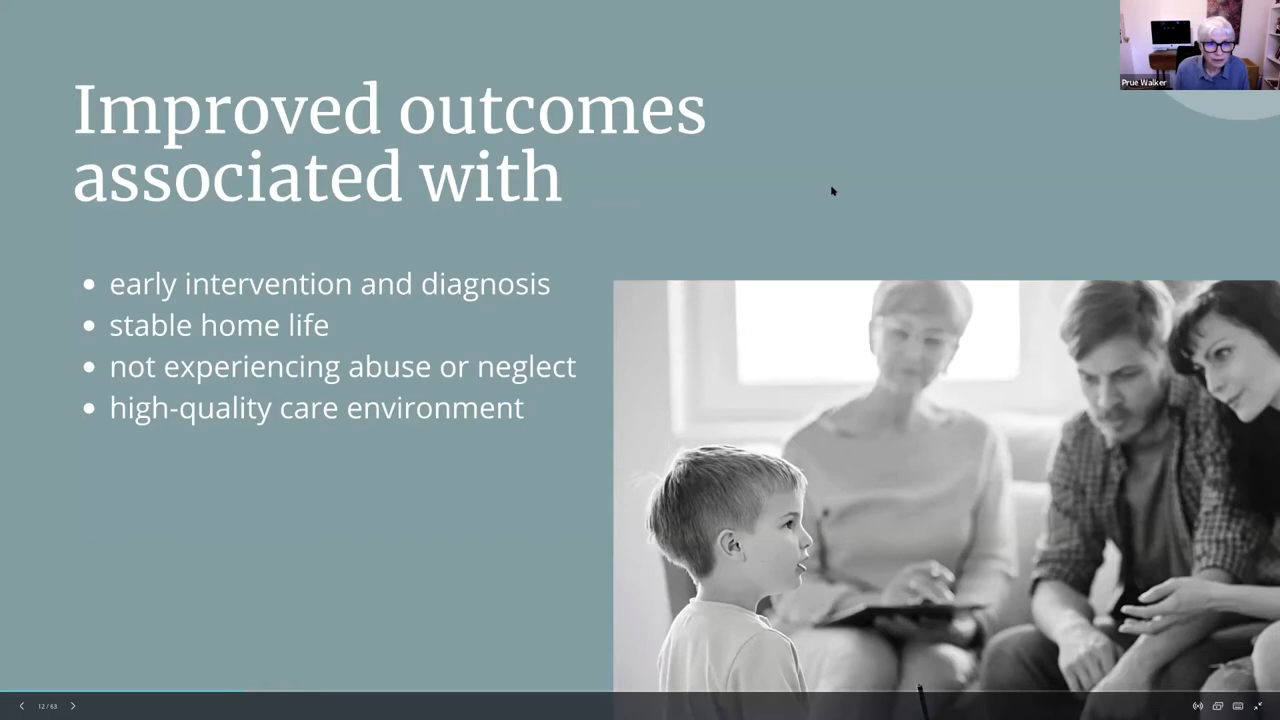 Prue Walker
Improved outcomes
associated with
early intervention and diagnosis
stable home life
not experiencing abuse or neglect
high-quality care environment
12 / 63